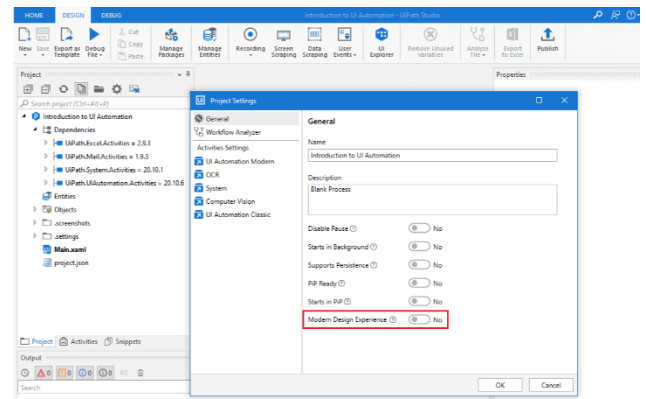 HOME DESIGN DEBUG Introduction to UI Automation - UiPath Studio
New Save Export as Template Debug File Cut Copy Paste Manage Packages Manage Entities Recording Screen Scraping Data Scraping User Events UI Explorer Remove Unused Variables Analyze File Export to Excel Publish
Project
Properties
Search project (Ctrl+Alt+P)
Introduction to UI Automation
Dependencies
UiPath.Excel.Activities = 2.9.3
UiPath.Mail.Activities = 1.9.3
UiPath.System.Activities = 20.10.1
UiPath.UIAutomation.Activities = 20.10.6
Entities
Objects
.screenshots
.settings
Main.xaml
project.json
Project Activities Snippets
Output
0 0 0 0
Search
UI Project Settings
General
Workflow Analyzer
Activities Settings
UI Automation Modern
OCR
System
Computer Vision
UI Automation Classic
General
Name
Introduction to UI Automation
Description
Blank Process
Disable Pause No
Starts in Background No
Supports Persistence No
PiP Ready No
Starts in PiP No
Modern Design Experience No
OK Cancel